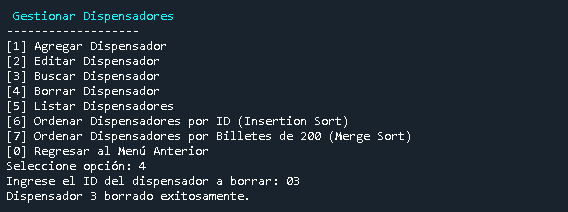 Gestionar Dispensadores
-------------------
[1] Agregar Dispensador
[2] Editar Dispensador
[3] Buscar Dispensador
[4] Borrar Dispensador
[5] Listar Dispensadores
[6] Ordenar Dispensadores por ID (Insertion Sort)
[7] Ordenar Dispensadores por Billetes de 200 (Merge Sort)
[0] Regresar al Menú Anterior
Seleccione opción: 4
Ingrese el ID del dispensador a borrar: 03
Dispensador 3 borrado exitosamente.